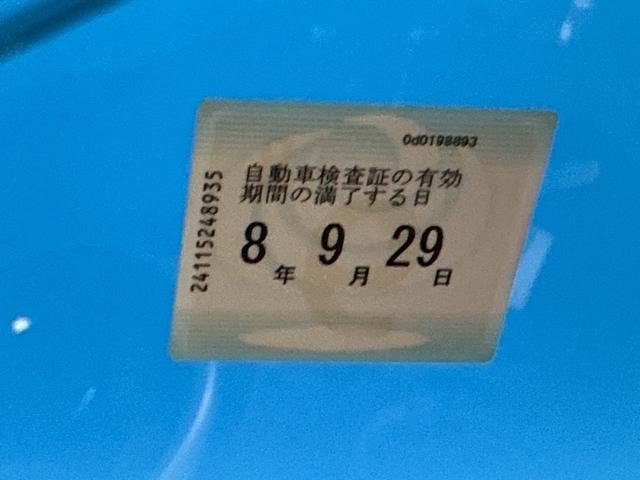 0d0198893
自動車検査証の有効
期間の満了する日
8年 9月 29日
24115248935